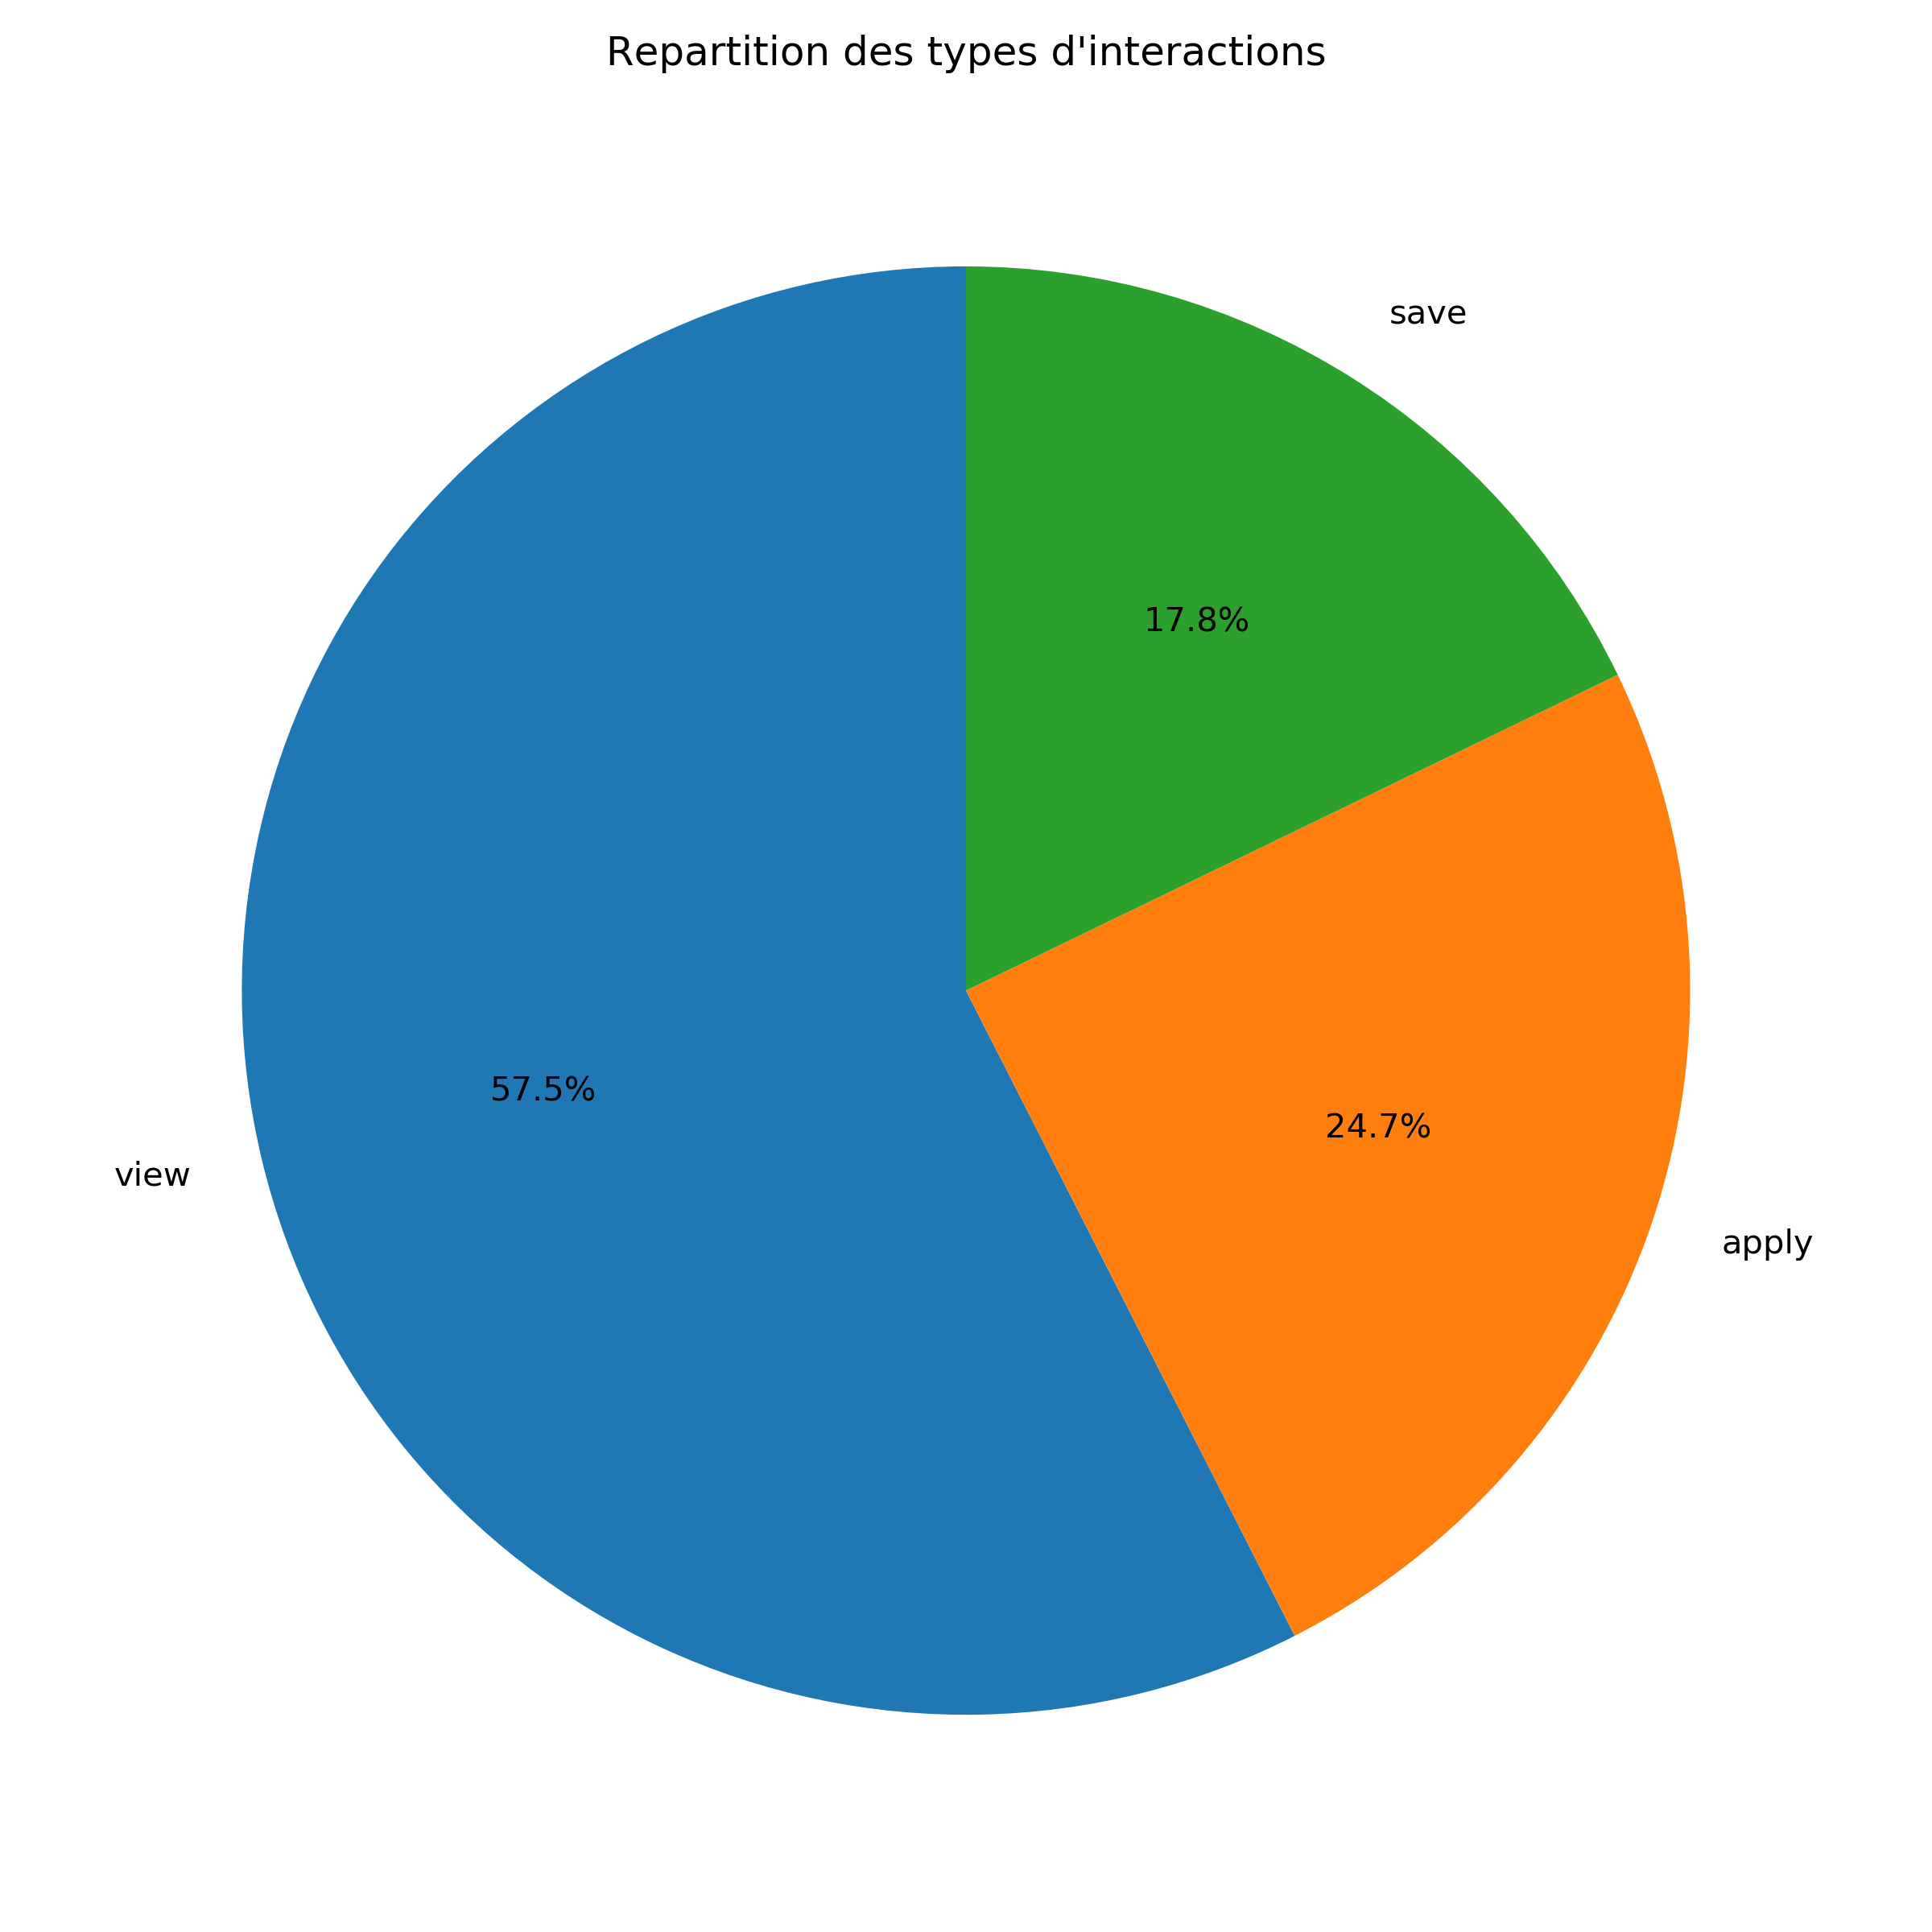 Repartition des types d'interactions
save
17.8%
57.5%
24.7%
view
apply